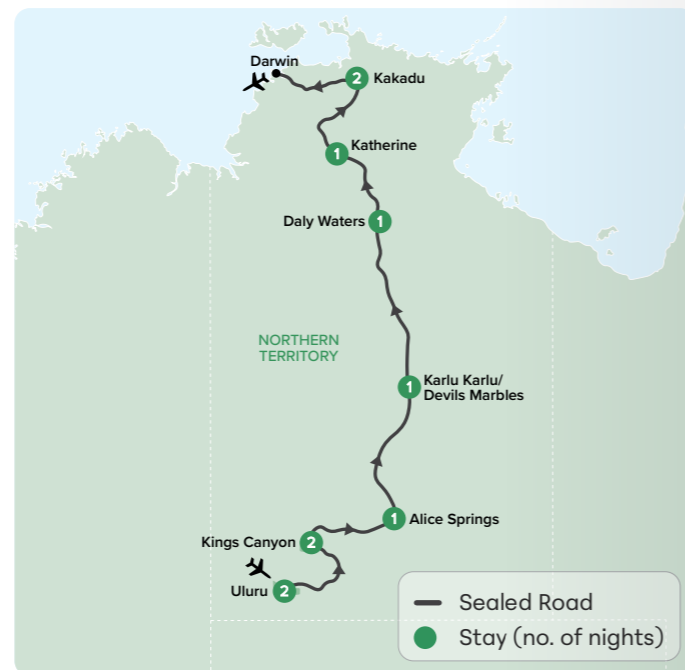 Darwin
2 Kakadu
1 Katherine
Daly Waters 1
NORTHERN
TERRITORY
1 Karlu Karlu/
Devils Marbles
1 Alice Springs
Kings Canyon 2
Uluru 2
Sealed Road
Stay (no. of nights)